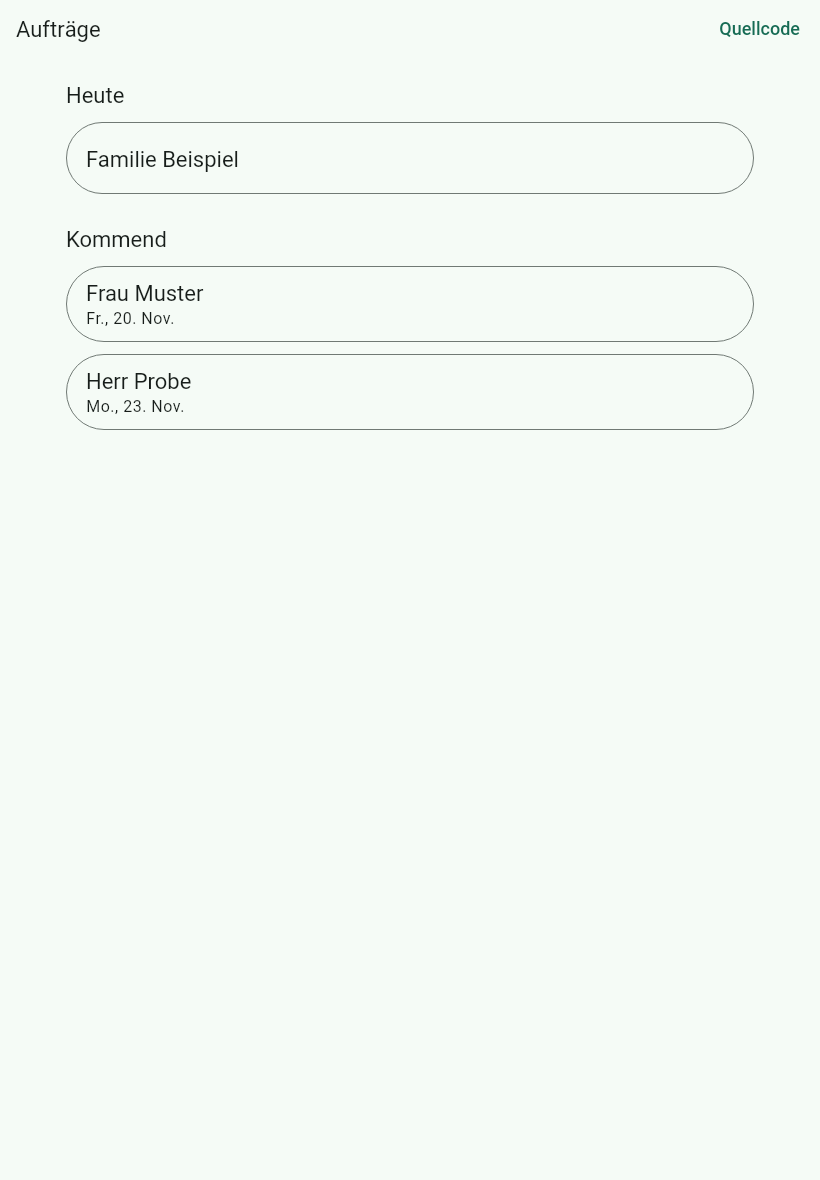 Aufträge
Quellcode
Heute
Familie Beispiel
Kommend
Frau Muster
Fr., 20. Nov.
Herr Probe
Mo., 23. Nov.